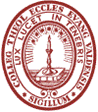 COLLEG THEOL ECCLES EVANG VALDENS
LUX LUCET IN TENEBRIS
SIGILLUM